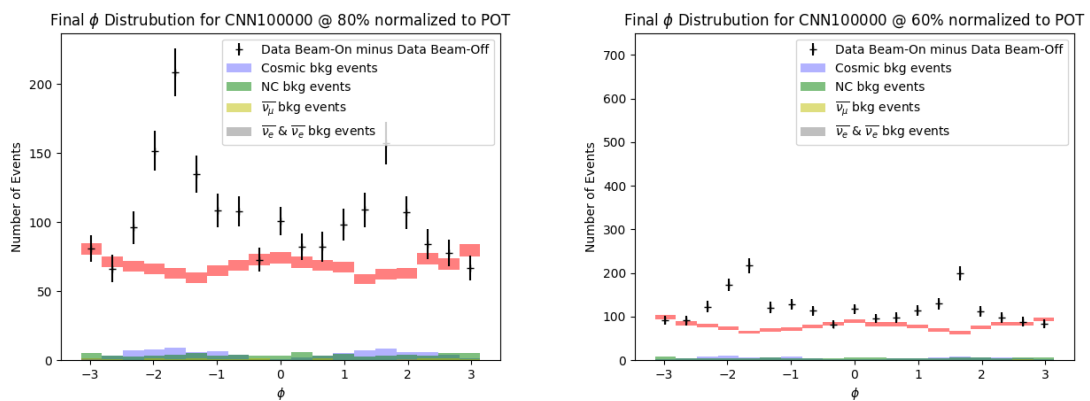 Final ϕ Distrubution for CNN100000 @ 80% normalized to POT
Number of Events
200
150
100
50
0
Data Beam-On minus Data Beam-Off
Cosmic bkg events
NC bkg events
ν̅μ bkg events
ν̅e & ν̅e bkg events
−3
−2
−1
0
1
2
3
ϕ
Final ϕ Distrubution for CNN100000 @ 60% normalized to POT
Number of Events
700
600
500
400
300
200
100
0
Data Beam-On minus Data Beam-Off
Cosmic bkg events
NC bkg events
ν̅μ bkg events
ν̅e & ν̅e bkg events
−3
−2
−1
0
1
2
3
ϕ